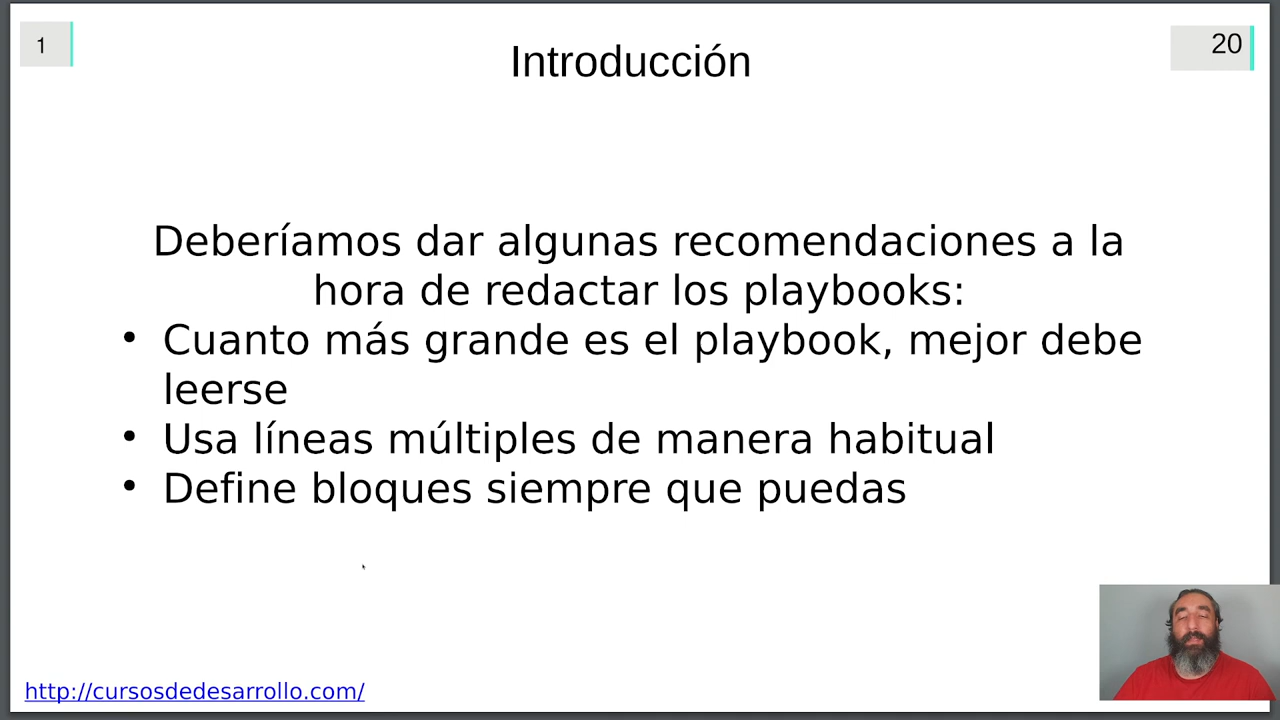 1
20
Introducción
Deberíamos dar algunas recomendaciones a la
hora de redactar los playbooks:
• Cuanto más grande es el playbook, mejor debe
leerse
• Usa líneas múltiples de manera habitual
• Define bloques siempre que puedas
http://cursosdedesarrollo.com/